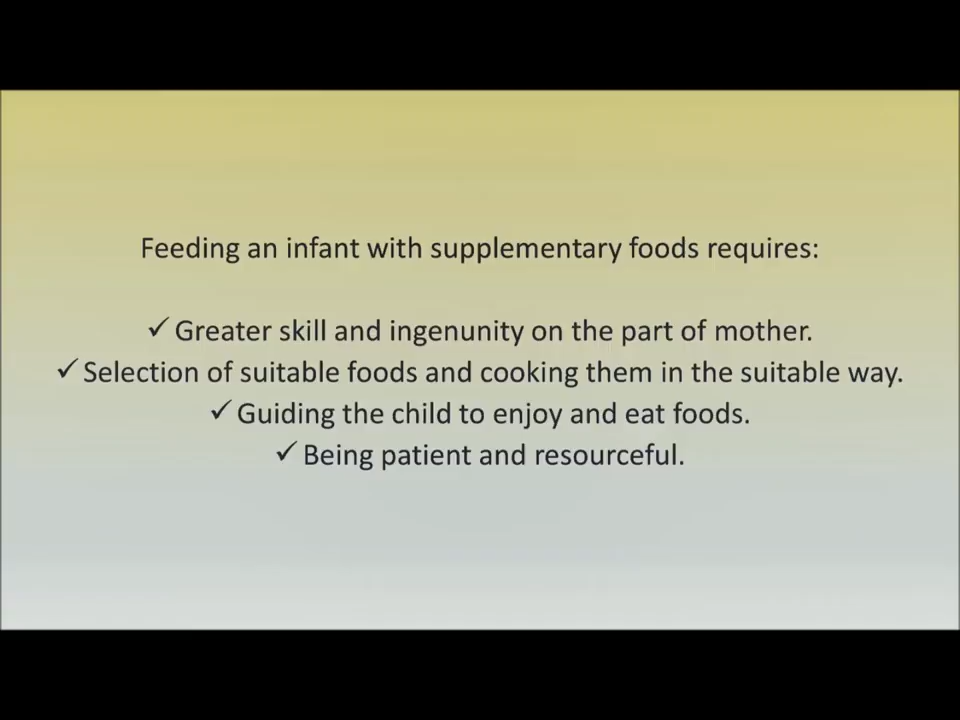 Feeding an infant with supplementary foods requires:
✓ Greater skill and ingenunity on the part of mother.
✓ Selection of suitable foods and cooking them in the suitable way.
✓ Guiding the child to enjoy and eat foods.
✓ Being patient and resourceful.